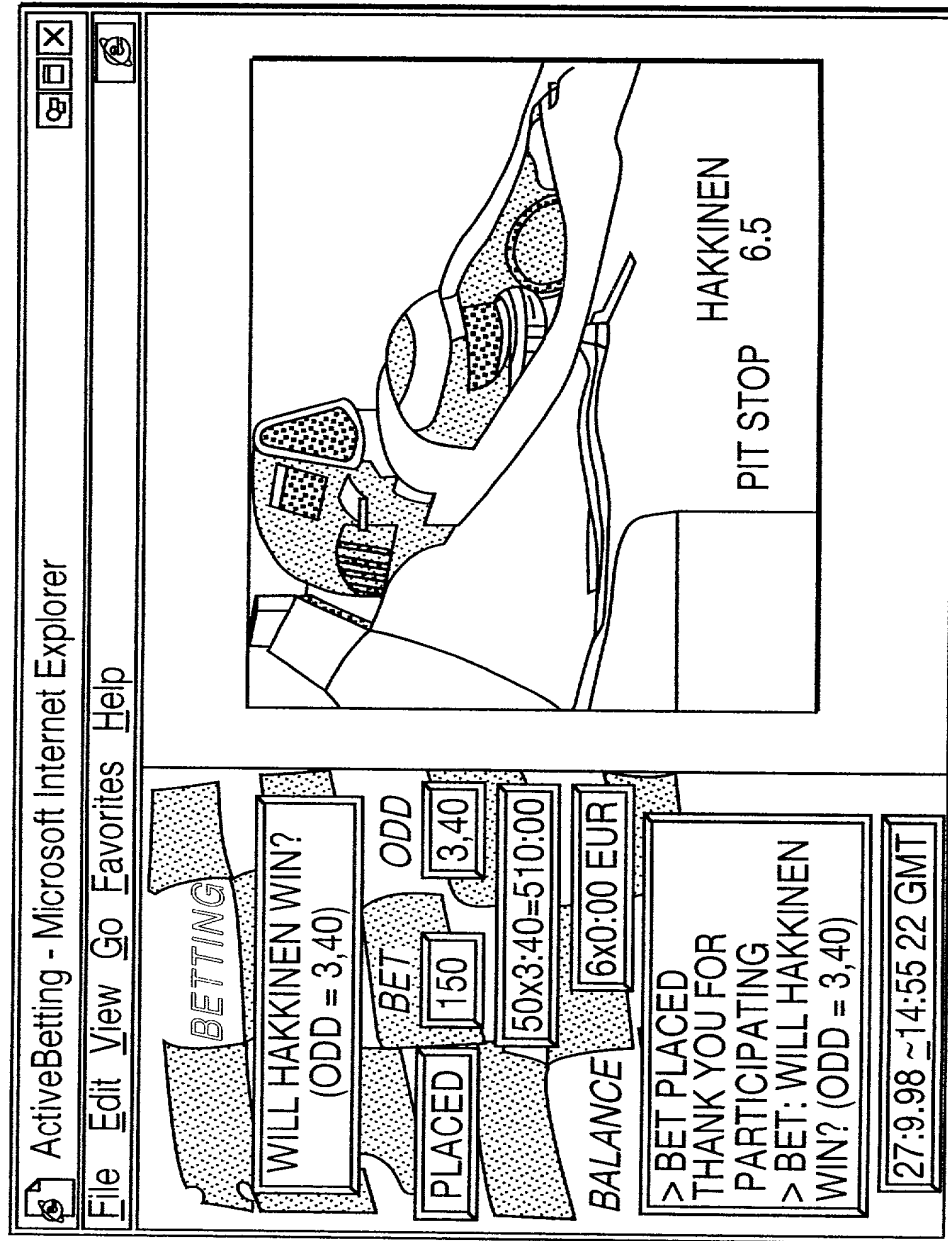 ActiveBetting - Microsoft Internet Explorer
File Edit View Go Favorites Help
BETTING
WILL HAKKINEN WIN?
(ODD = 3,40)
BET ODD
PLACED 150 3,40
50x3:40=510:00
BALANCE 6x0:00 EUR
> BET PLACED
THANK YOU FOR
PARTICIPATING
> BET: WILL HAKKINEN
WIN? (ODD = 3,40)
27:9.98 ~14:55 22 GMT
PIT STOP HAKKINEN
6.5